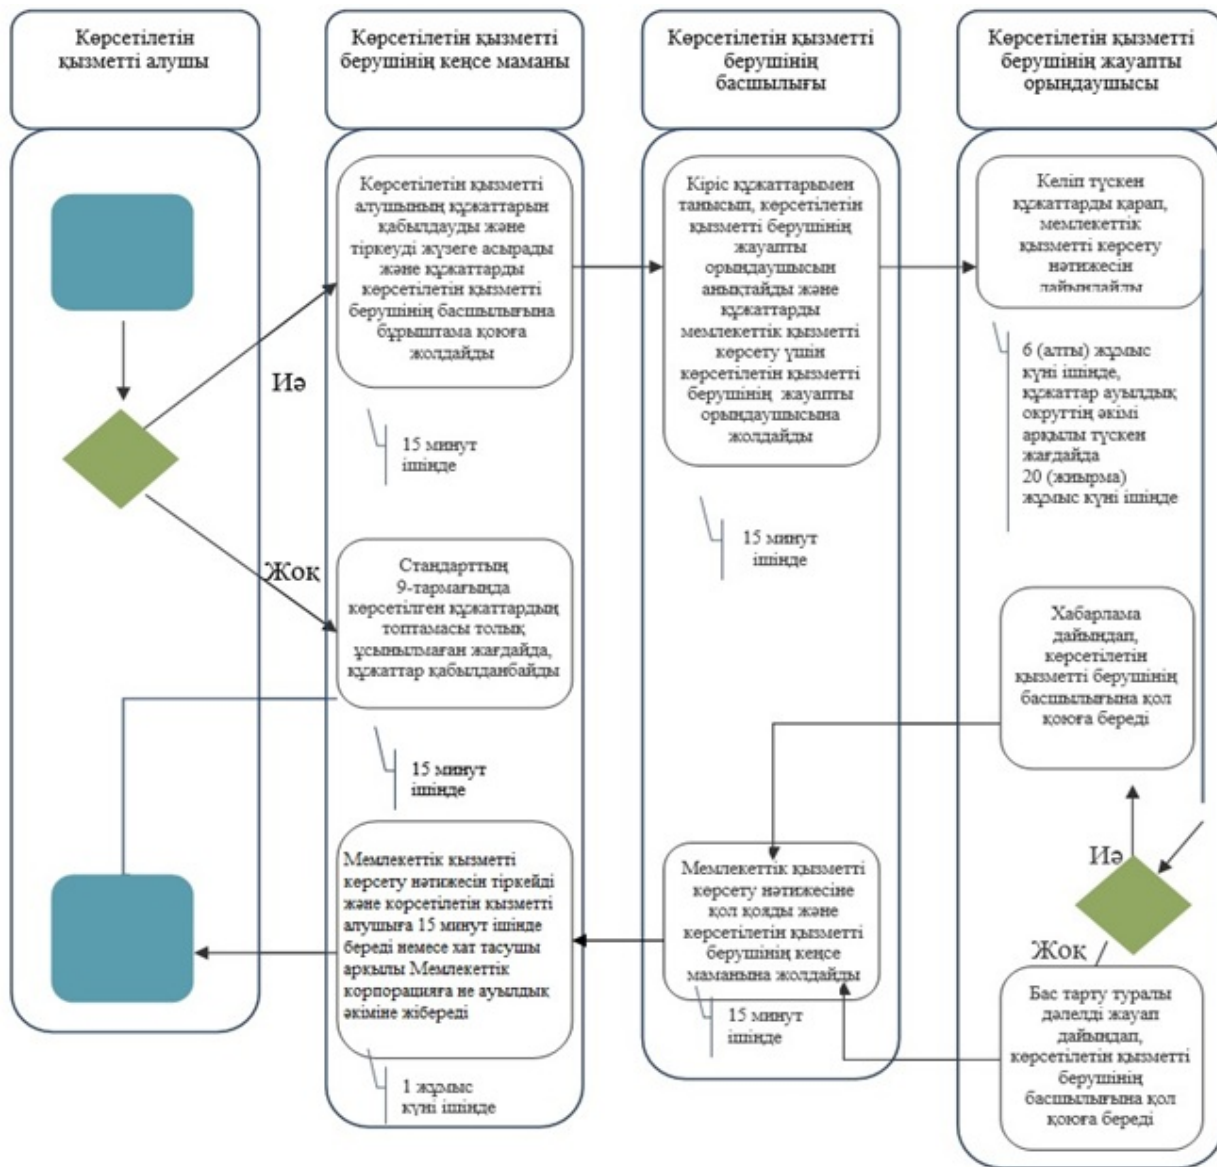 Көрсетілетін
қызметті алушы
Көрсетілетін қызметті
берушінің кеңсе маманы
Көрсетілетін қызметті
берушінің
басшылығы
Көрсетілетін қызметті
берушінің жауапты
орындаушысы
Көрсетілетін қызметті
алушының құжаттарын
қабылдауды және
тіркеуді жүзеге асырады
және құжаттарды
көрсетілетін қызметті
берушінің басшылығына
бұрыштама қоюға
жолдайды
Иә
15 минут
ішінде
Жоқ
Стандарттың
9-тармағында
көрсетілген құжаттардың
топтамасы толық
ұсынылмаған жағдайда,
құжаттар қабылданбайды
15 минут
ішінде
Мемлекеттік қызметті
көрсету нәтижесін тіркейді
және көрсетілетін қызметті
алушыға 15 минут ішінде
береді немесе хат тасушы
арқылы Мемлекеттік
корпорацияға не ауылдық
әкіміне жібереді
1 жұмыс
күні ішінде
Кіріс құжаттарымен
танысып, көрсетілетін
қызметті берушінің
жауапты
орындаушысын
анықтайды және
құжаттарды
мемлекеттік қызметті
көрсету үшін
көрсетілетін қызметті
берушінің жауапты
орындаушысына
жолдайды
15 минут
ішінде
Мемлекеттік қызметті
көрсету нәтижесіне
қол қояды және
көрсетілетін қызметті
берушінің кеңсе
маманына жолдайды
15 минут
ішінде
Келіп түскен
құжаттарды қарап,
мемлекеттік
қызметті көрсету
нәтижесін
дайындайды
6 (алты) жұмыс
күні ішінде,
құжаттар ауылдық
округтің әкімі
арқылы түскен
жағдайда
20 (жиырма)
жұмыс күні ішінде
Хабарлама
дайындап,
көрсетілетін
қызметті берушінің
басшылығына қол
қоюға береді
Иә
Жоқ
Бас тарту туралы
дәлелді жауап
дайындап,
көрсетілетін қызметті
берушінің
басшылығына қол
қоюға береді